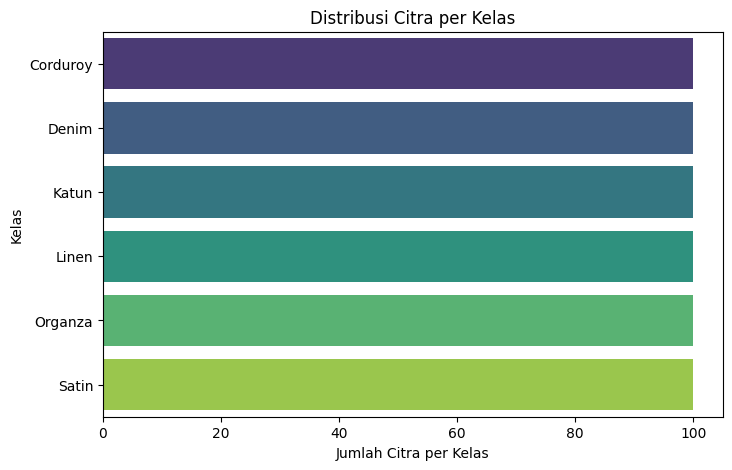 Distribusi Citra per Kelas
Kelas
Corduroy
Denim
Katun
Linen
Organza
Satin
0 20 40 60 80 100
Jumlah Citra per Kelas